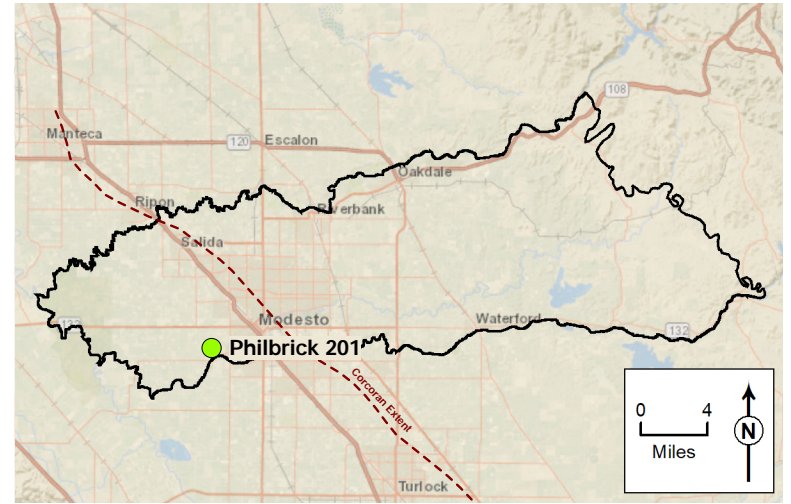 108
Manteca
120
Escalon
Oakdale
Ripon
Riverbank
Salida
Modesto
Waterford
132
132
Philbrick 201
Corcoran Extent
0 4
Miles
N
Turlock